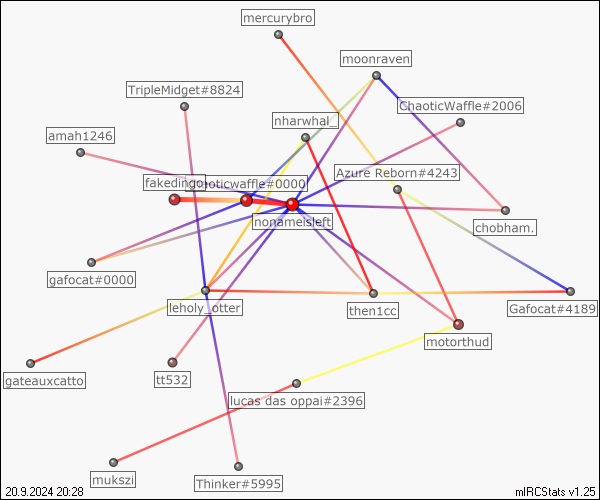 mercurybro
moonraven
TripleMidget#8824
ChaoticWaffle#2006
nharwhal_
amah1246
Azure Reborn#4243
fakedingo
chaoticwaffle#0000
nonameisleft
chobham.
gafocat#0000
leholy_otter
then1cc
Gafocat#4189
motorthud
gateauxcatto
tt532
lucas das oppai#2396
mukszi
Thinker#5995
20.9.2024 20:28
mIRCStats v1.25